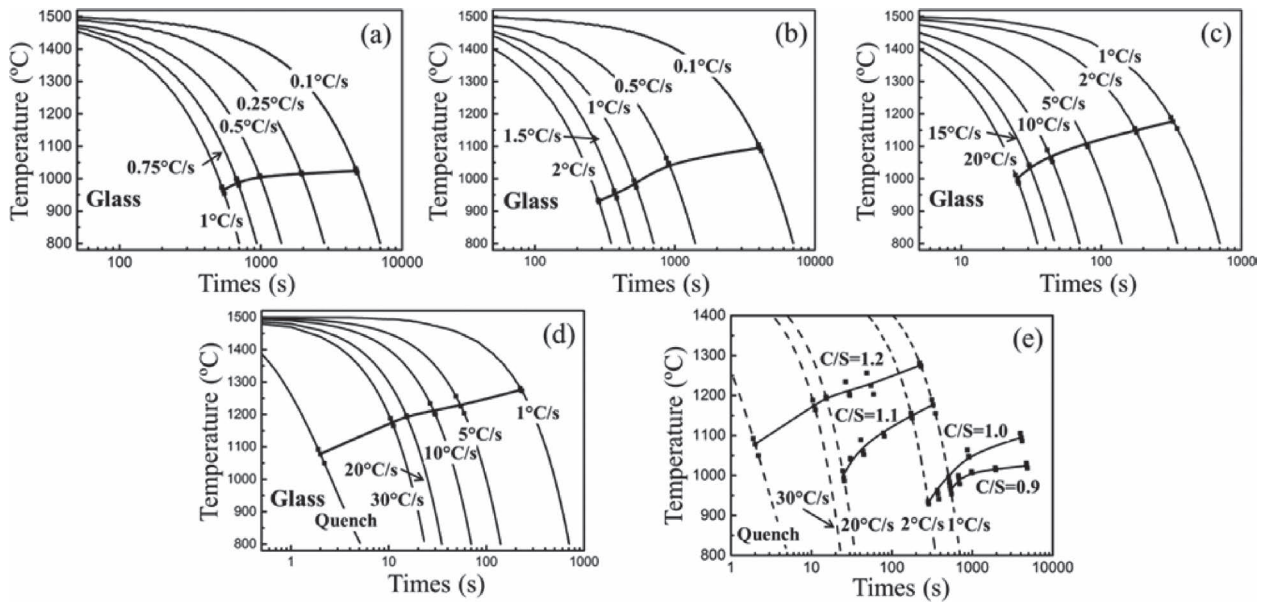 (a)
Temperature (ºC)
1500
1400
1300
1200
1100
1000
900
800
0.1°C/s
0.25°C/s
0.5°C/s
0.75°C/s
1°C/s
Glass
100
1000
10000
Times (s)
(b)
Temperature (ºC)
1500
1400
1300
1200
1100
1000
900
800
0.1°C/s
0.5°C/s
1°C/s
1.5°C/s
2°C/s
Glass
100
1000
10000
Times (s)
(c)
Temperature (ºC)
1500
1400
1300
1200
1100
1000
900
800
1°C/s
2°C/s
5°C/s
10°C/s
15°C/s
20°C/s
Glass
10
100
1000
Times (s)
(d)
Temperature (ºC)
1500
1400
1300
1200
1100
1000
900
800
1°C/s
5°C/s
10°C/s
20°C/s
30°C/s
Glass
Quench
1
10
100
1000
Times (s)
(e)
Temperature (ºC)
1400
1300
1200
1100
1000
900
800
C/S=1.2
C/S=1.1
C/S=1.0
C/S=0.9
30°C/s
Quench
20°C/s
2°C/s
1°C/s
1
10
100
1000
10000
Times (s)